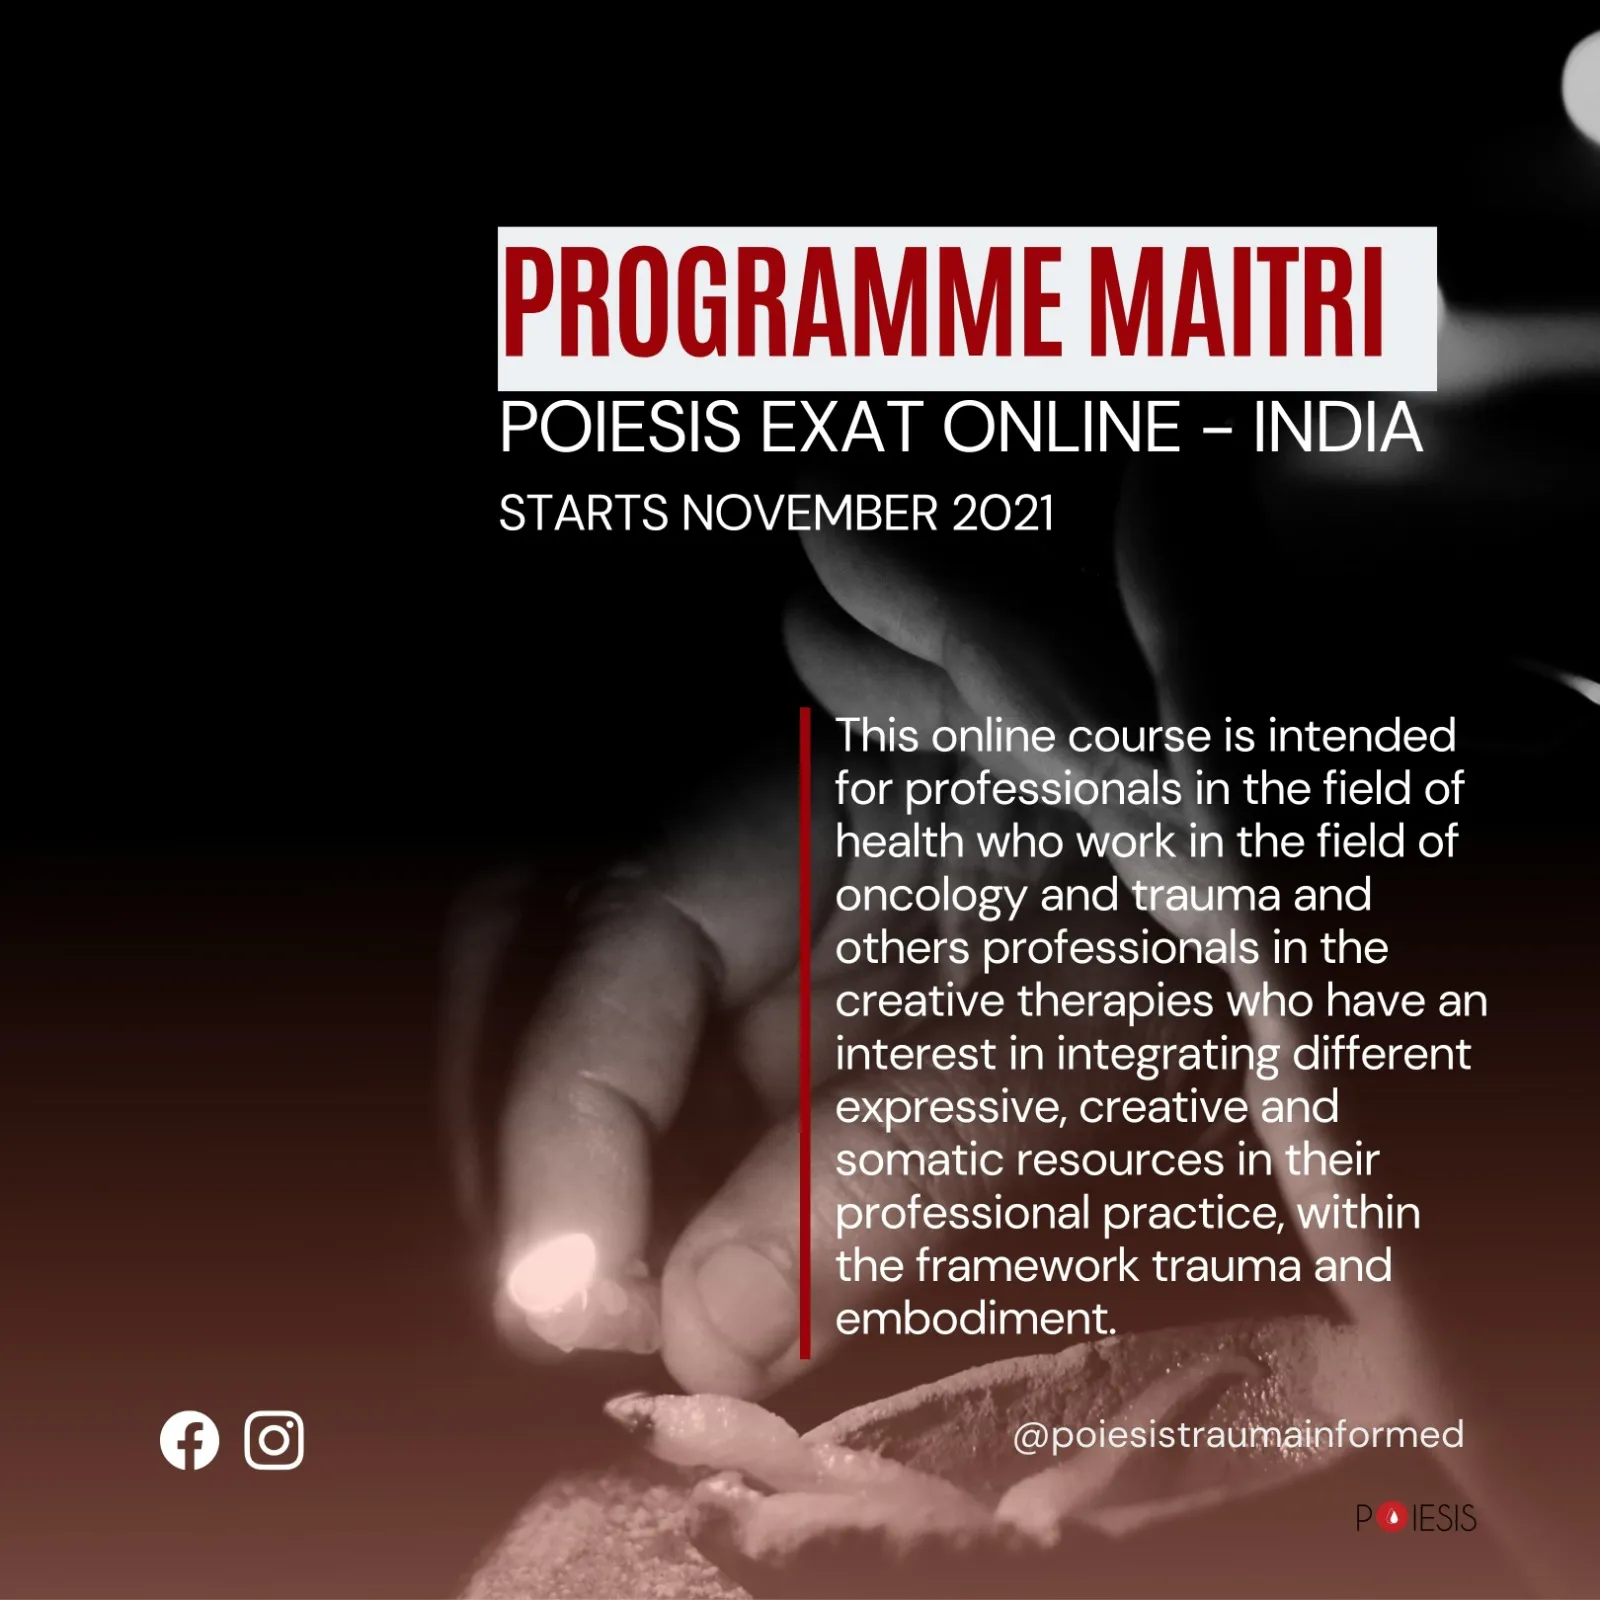 PROGRAMME MAITRI
POIESIS EXAT ONLINE – INDIA
STARTS NOVEMBER 2021
This online course is intended
for professionals in the field of
health who work in the field of
oncology and trauma and
others professionals in the
creative therapies who have an
interest in integrating different
expressive, creative and
somatic resources in their
professional practice, within
the framework trauma and
embodiment.
@poiesistraumainformed
POIESIS